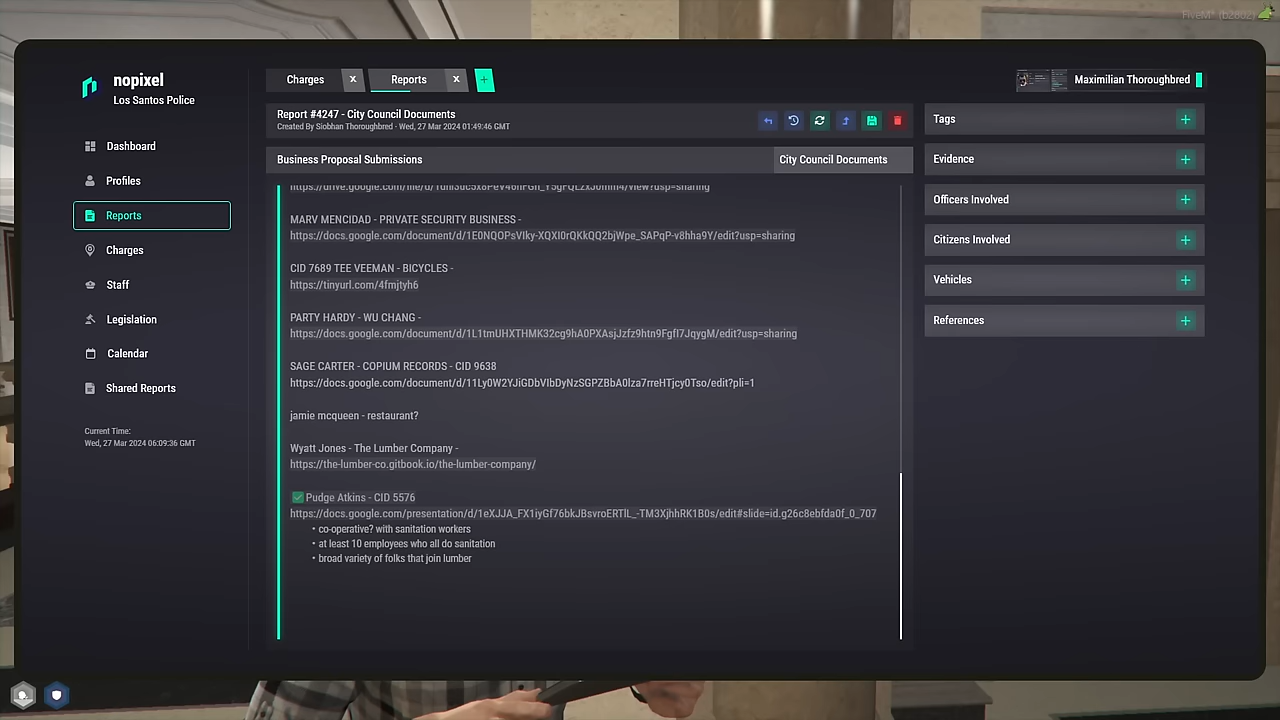 FiveM® (b2802)
nopixel
Los Santos Police
Charges x Reports x +
Maximilian Thoroughbred
Dashboard
Profiles
Reports
Charges
Staff
Legislation
Calendar
Shared Reports
Current Time:
Wed, 27 Mar 2024 06:09:36 GMT
Report #4247 - City Council Documents
Created By Siobhan Thoroughbred - Wed, 27 Mar 2024 01:49:46 GMT
Business Proposal Submissions
City Council Documents
MARV MENCIDAD - PRIVATE SECURITY BUSINESS -
https://docs.google.com/document/d/1E0NQOPsVIky-XQXI0rQKkQQ2bjWpe_SAPqP-v8hha9Y/edit?usp=sharing
CID 7689 TEE VEEMAN - BICYCLES -
https://tinyurl.com/4fmjtyh6
PARTY HARDY - WU CHANG -
https://docs.google.com/document/d/1L1tmUHXTHMK32cg9hA0PXAsjJzfz9htn9FgfI7JqygM/edit?usp=sharing
SAGE CARTER - COPIUM RECORDS - CID 9638
https://docs.google.com/document/d/11Ly0W2YJiGDbVIbDyNzSGPZBbA0Iza7rreHTjcy0Tso/edit?pli=1
jamie mcqueen - restaurant?
Wyatt Jones - The Lumber Company -
https://the-lumber-co.gitbook.io/the-lumber-company/
✅ Pudge Atkins - CID 5576
https://docs.google.com/presentation/d/1eXJJA_FX1iyGf76bkJBsvroERTlL_-TM3XjhhRK1B0s/edit#slide=id.g26c8ebfda0f_0_707
• co-operative? with sanitation workers
• at least 10 employees who all do sanitation
• broad variety of folks that join lumber
Tags +
Evidence +
Officers Involved +
Citizens Involved +
Vehicles +
References +